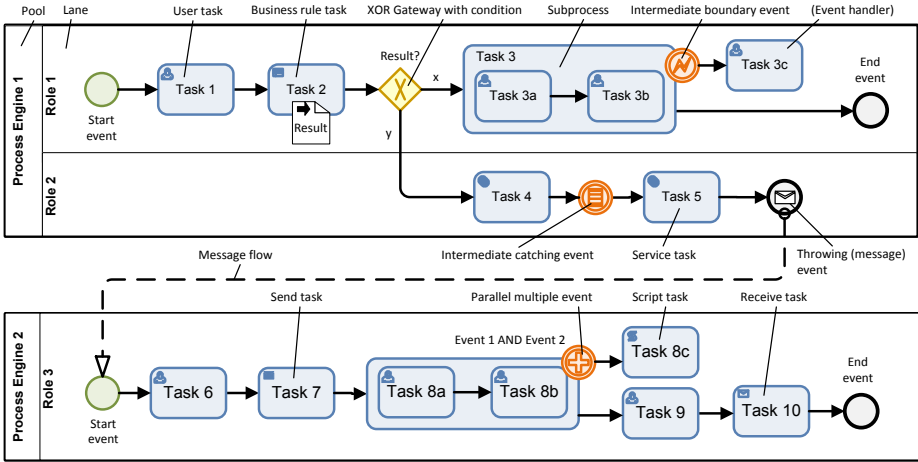 Pool
Lane
User task
Business rule task
XOR Gateway with condition
Subprocess
Intermediate boundary event
(Event handler)
Process Engine 1
Role 1
Start
event
Task 1
Task 2
Result
Result?
x
y
Task 3
Task 3a
Task 3b
Task 3c
End
event
Role 2
Task 4
Task 5
Message flow
Intermediate catching event
Service task
Throwing (message)
event
Send task
Parallel multiple event
Script task
Receive task
Process Engine 2
Role 3
Start
event
Task 6
Task 7
Event 1 AND Event 2
Task 8a
Task 8b
Task 8c
Task 9
Task 10
End
event